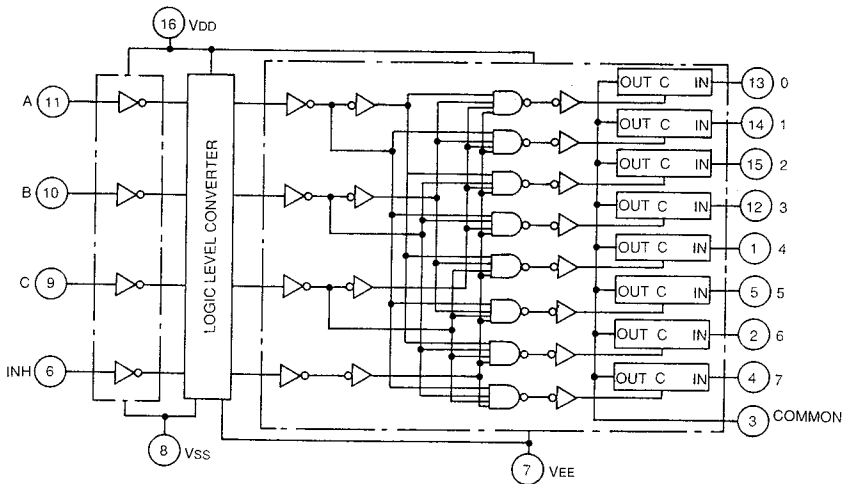 16 VDD
A 11
B 10
C 9
INH 6
LOGIC LEVEL CONVERTER
OUT C IN 13 0
OUT C IN 14 1
OUT C IN 15 2
OUT C IN 12 3
OUT C IN 1 4
OUT C IN 5 5
OUT C IN 2 6
OUT C IN 4 7
3 COMMON
8 VSS
7 VEE